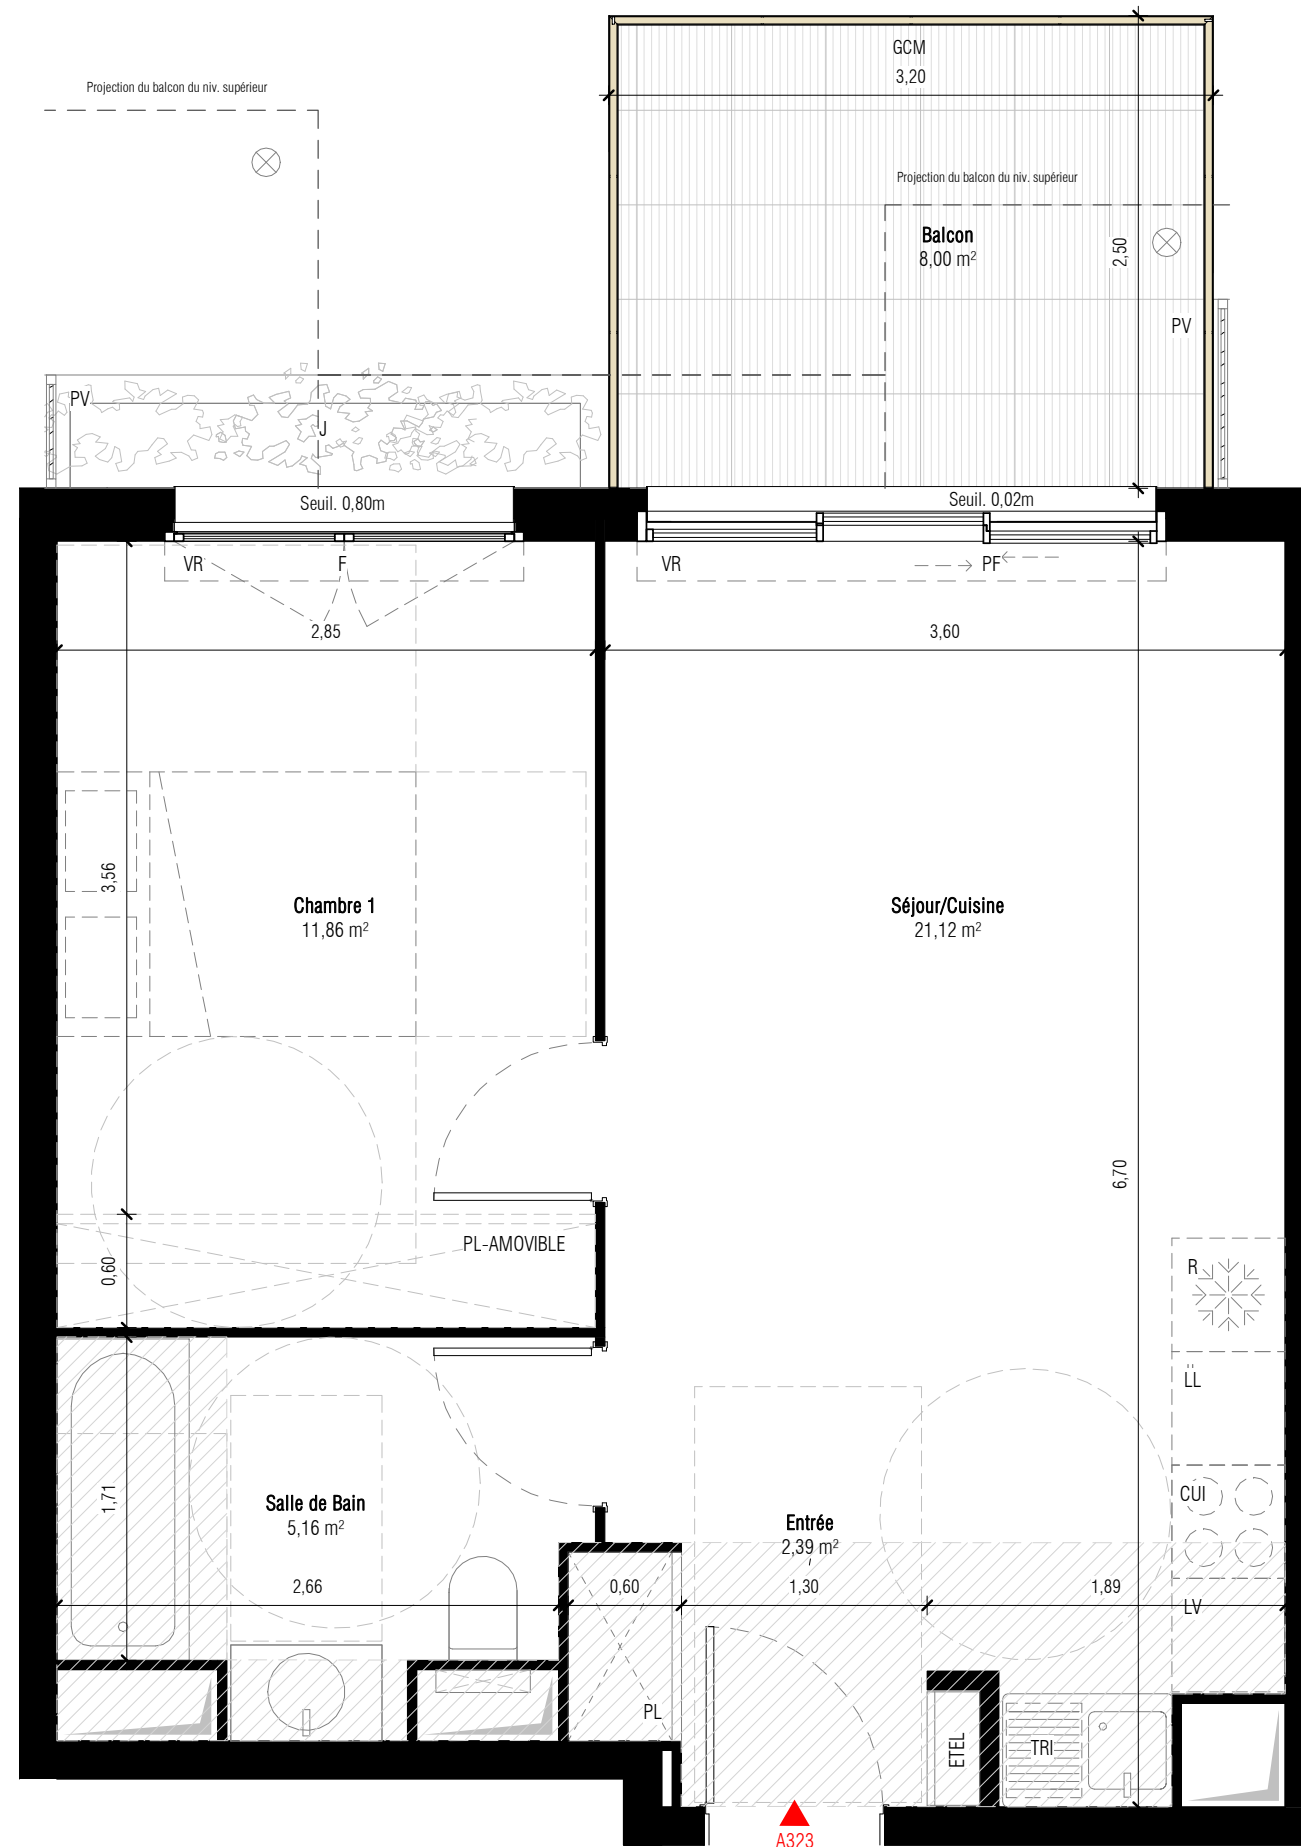 GCM
3,20
Projection du balcon du niv. supérieur
Projection du balcon du niv. supérieur
Balcon
8,00 m²
2,50
PV
PV
J
Seuil. 0,80m
Seuil. 0,02m
VR
F
VR
PF
2,85
3,60
3,56
Chambre 1
11,86 m²
Séjour/Cuisine
21,12 m²
6,70
PL-AMOVIBLE
0,60
R
LL
CUI
LV
1,71
Salle de Bain
5,16 m²
Entrée
2,39 m²
2,66
0,60
1,30
1,89
PL
ETEL
TRI
A323